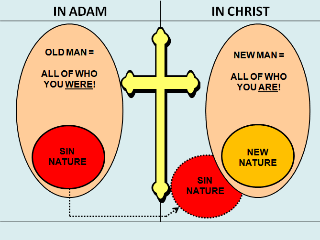 IN ADAM
IN CHRIST
OLD MAN =
ALL OF WHO
YOU WERE!
SIN
NATURE
NEW MAN =
ALL OF WHO
YOU ARE!
NEW
NATURE
SIN
NATURE